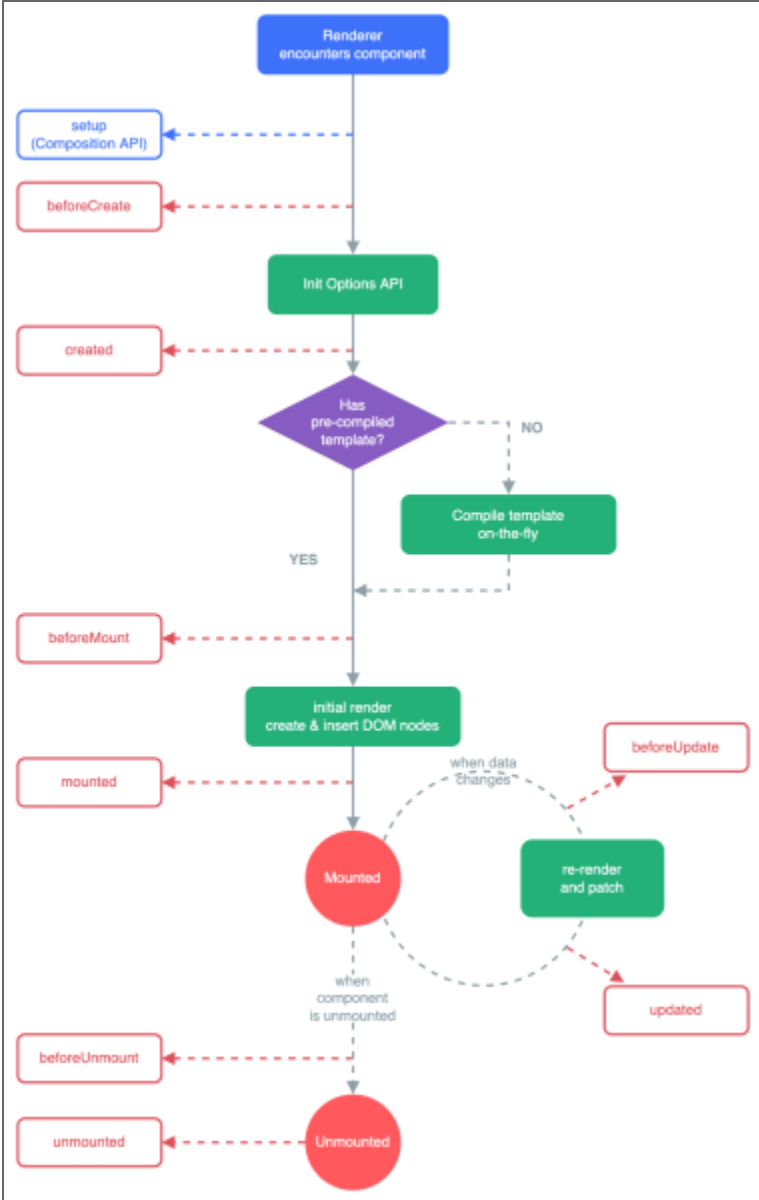 Renderer
encounters component
setup
(Composition API)
beforeCreate
Init Options API
created
Has
pre-compiled
template?
NO
Compile template
on-the-fly
YES
beforeMount
initial render
create & insert DOM nodes
beforeUpdate
mounted
when data
changes
Mounted
re-render
and patch
when
component
is unmounted
updated
beforeUnmount
unmounted
Unmounted